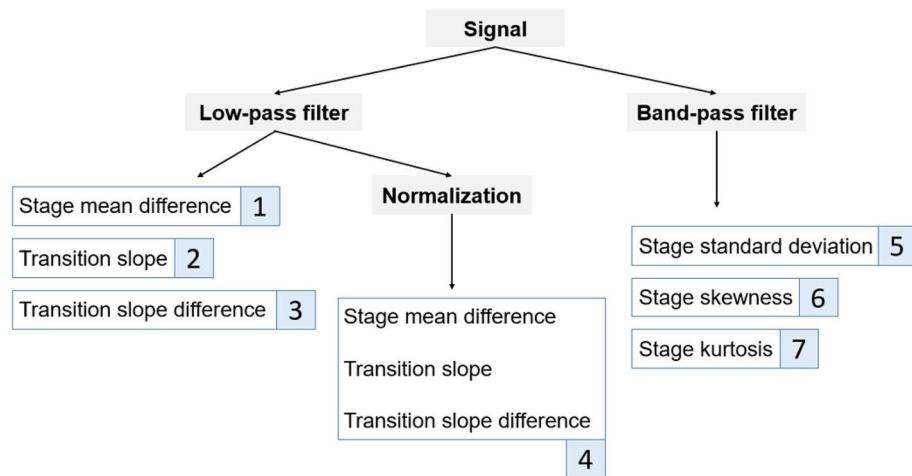 Signal
Low-pass filter
Band-pass filter
Normalization
Stage mean difference 1
Transition slope 2
Transition slope difference 3
Stage mean difference
Transition slope
Transition slope difference
4
Stage standard deviation 5
Stage skewness 6
Stage kurtosis 7